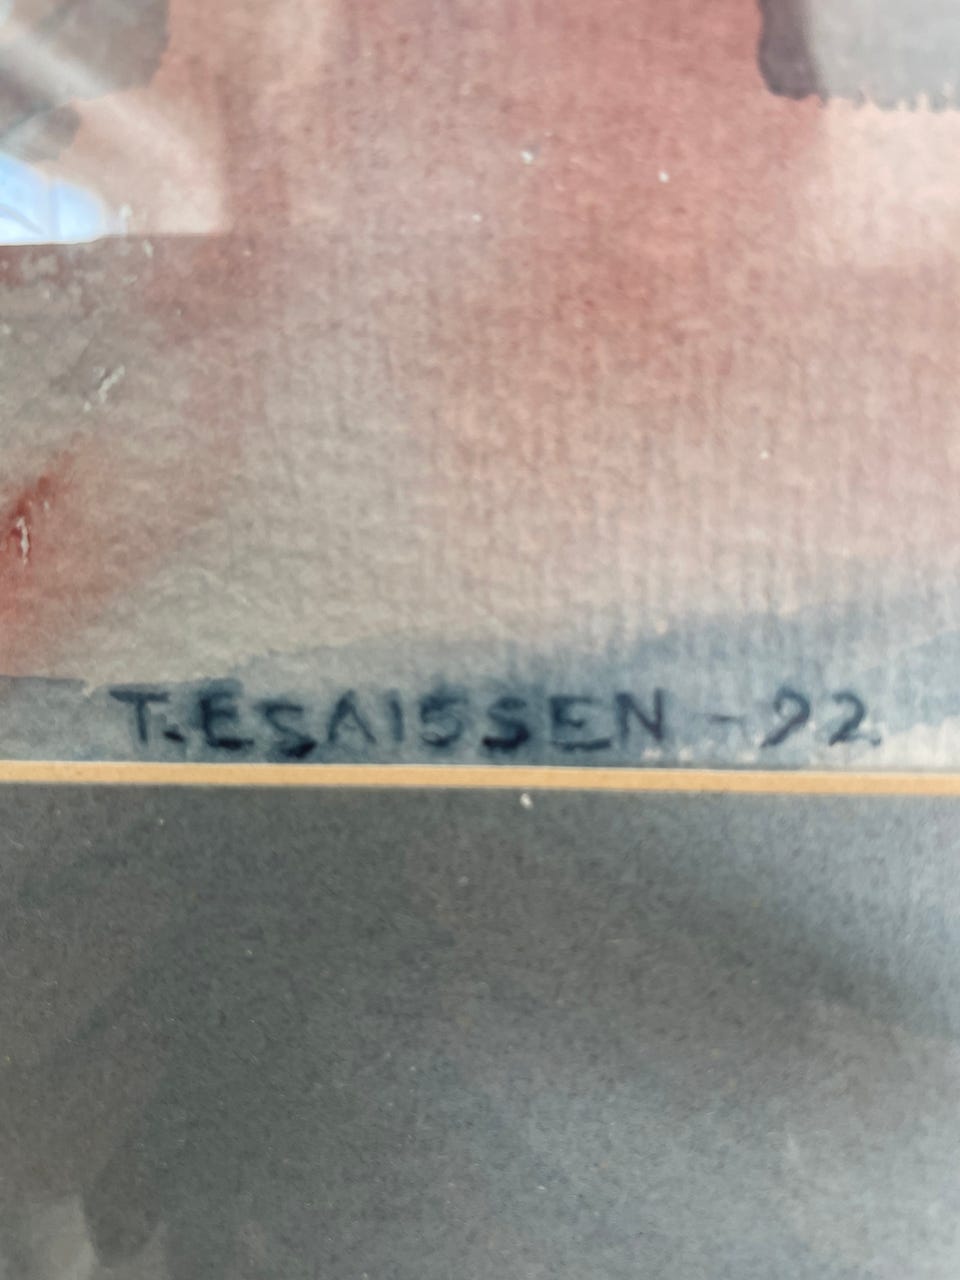 T. ESAISSEN - 92